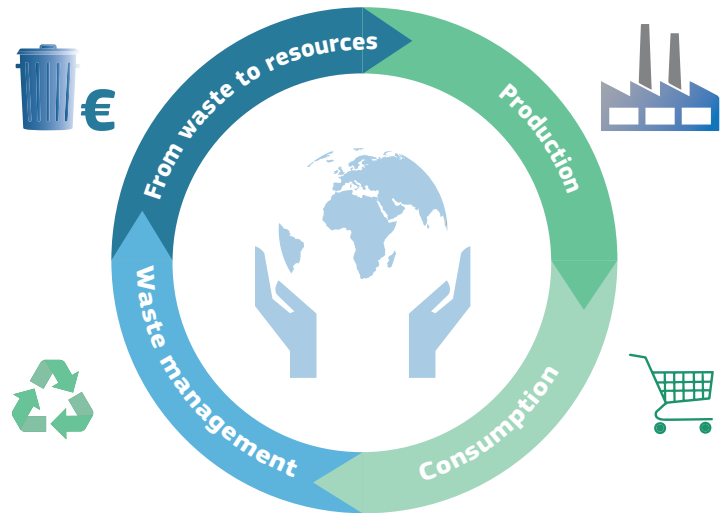 From waste to resources
Production
€
Waste management
Consumption